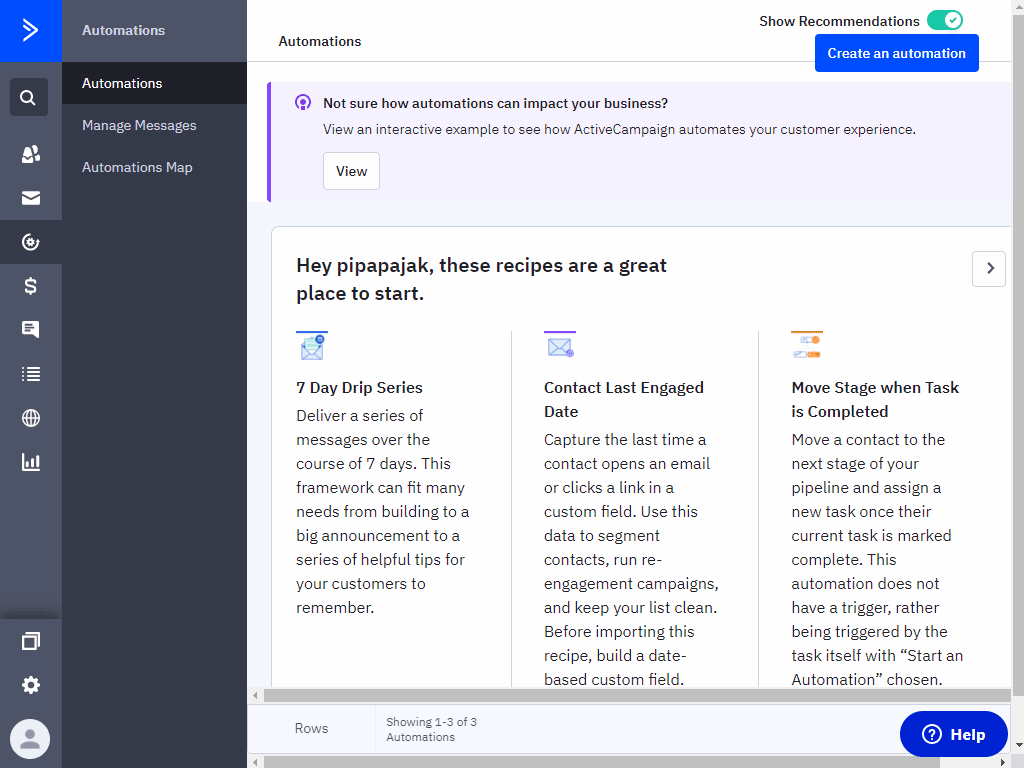 Automations
Automations
Manage Messages
Automations Map
Automations
Show Recommendations
Create an automation
Not sure how automations can impact your business?
View an interactive example to see how ActiveCampaign automates your customer experience.
View
Hey pipapajak, these recipes are a great
place to start.
7 Day Drip Series
Deliver a series of
messages over the
course of 7 days. This
framework can fit many
needs from building to a
big announcement to a
series of helpful tips for
your customers to
remember.
Contact Last Engaged
Date
Capture the last time a
contact opens an email
or clicks a link in a
custom field. Use this
data to segment
contacts, run re-
engagement campaigns,
and keep your list clean.
Before importing this
recipe, build a date-
based custom field.
Move Stage when Task
is Completed
Move a contact to the
next stage of your
pipeline and assign a
new task once their
current task is marked
complete. This
automation does not
have a trigger, rather
being triggered by the
task itself with “Start an
Automation” chosen.
Rows
Showing 1-3 of 3
Automations
Help